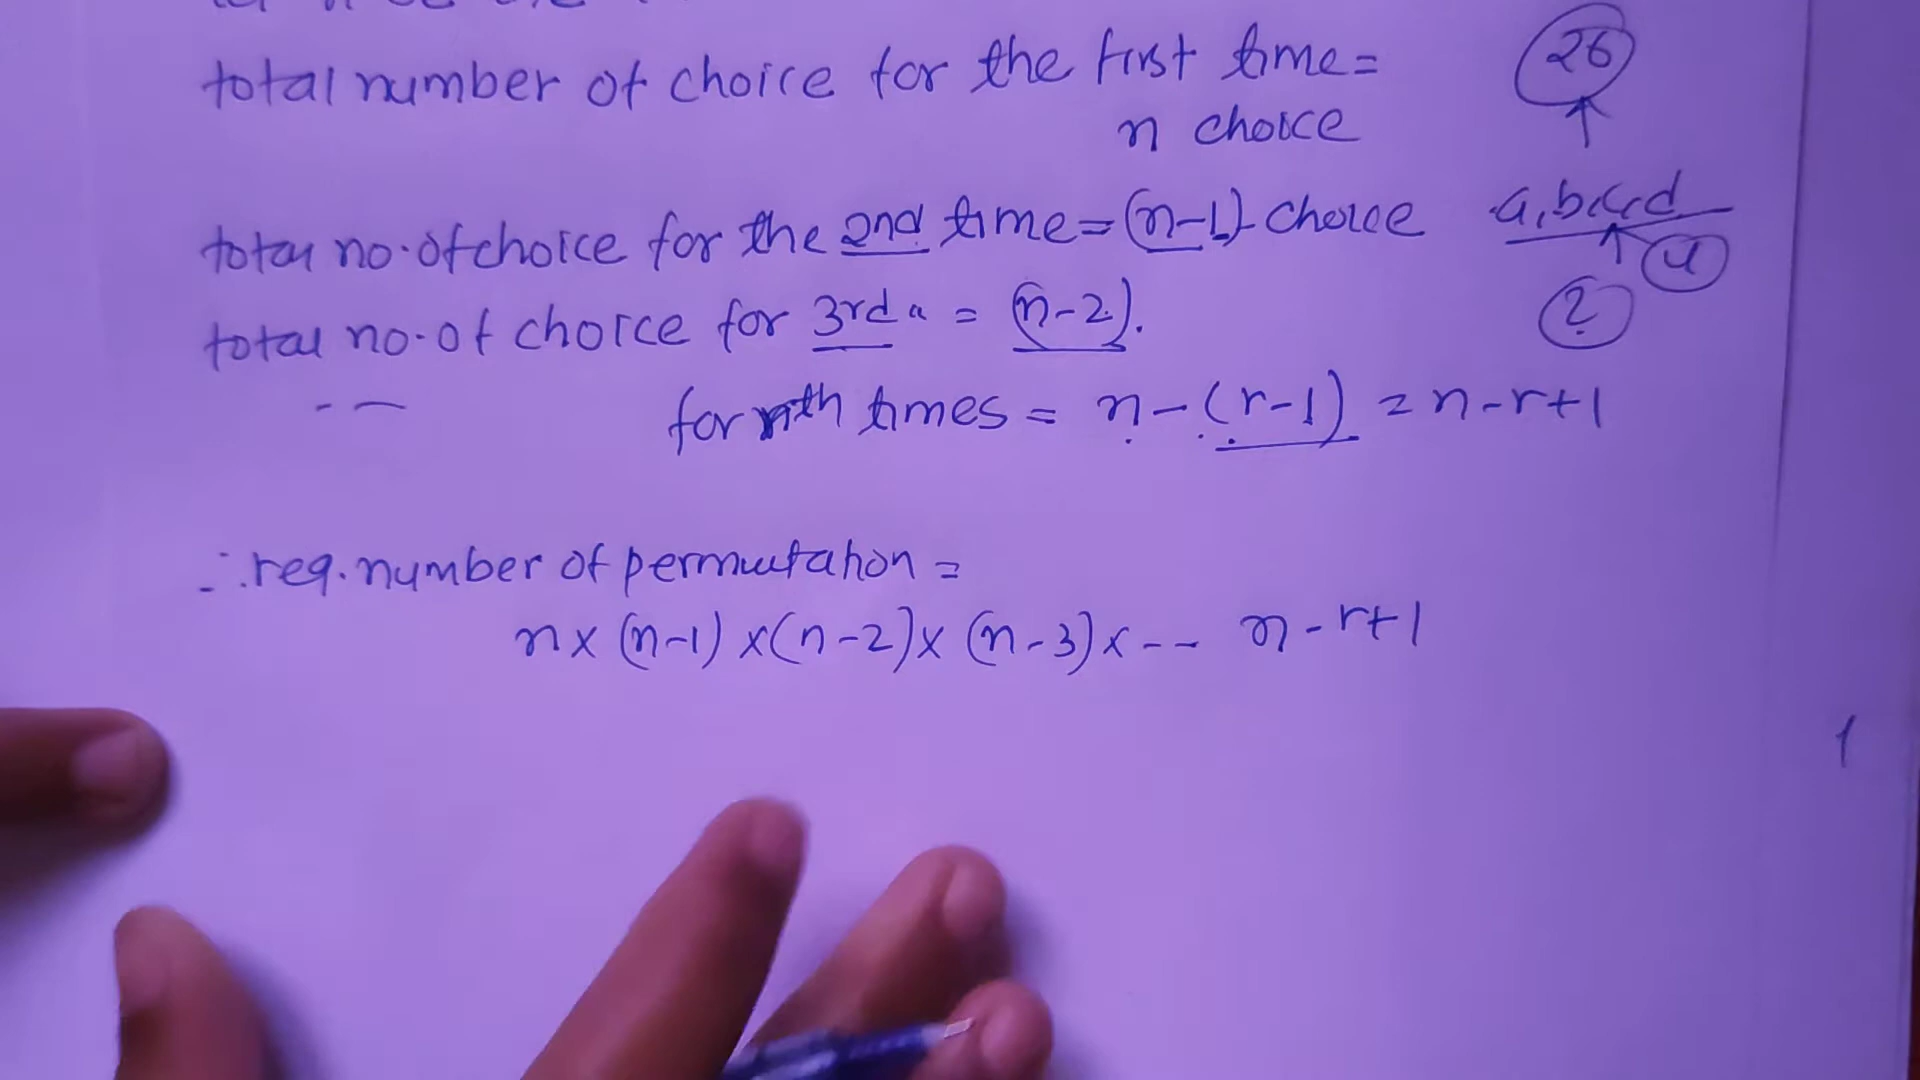 total number of choice for the first time =
n choice
26
total no. of choice for the 2nd time = (n-1) choice
a,b,c,d
4
total no. of choice for 3rd " = (n-2).
?
for rth times = n - (r-1) = n-r+1
∴ req. number of permutation =
n x (n-1) x (n-2) x (n-3) x -- n-r+1